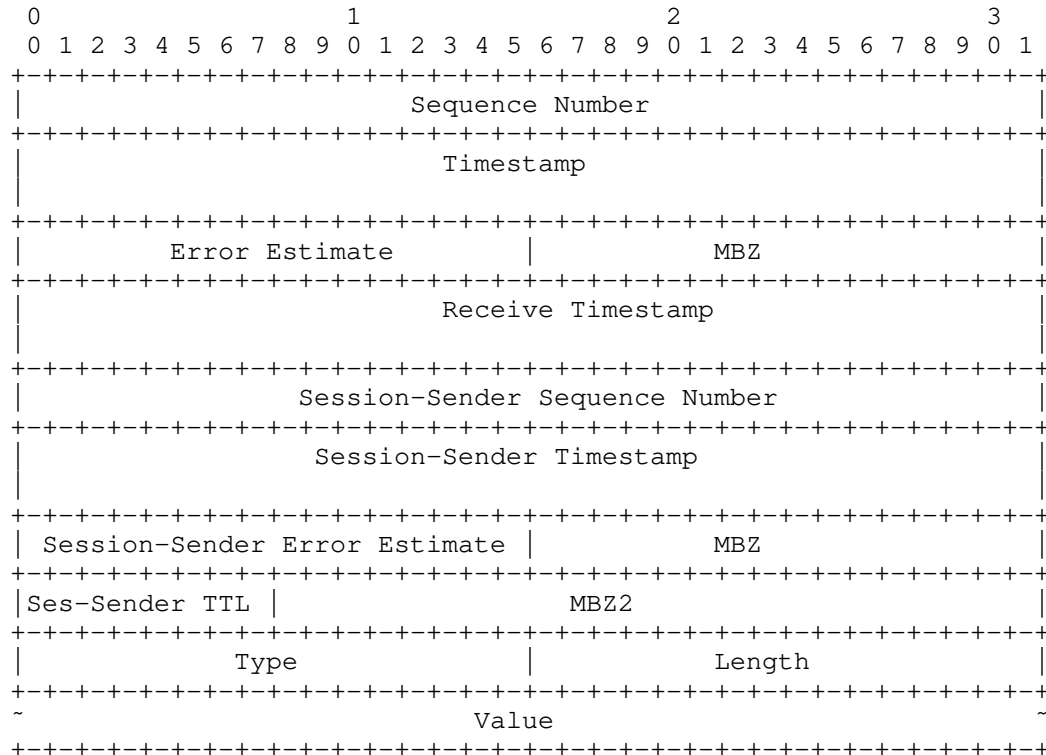 0                   1                   2                   3
 0 1 2 3 4 5 6 7 8 9 0 1 2 3 4 5 6 7 8 9 0 1 2 3 4 5 6 7 8 9 0 1
+-+-+-+-+-+-+-+-+-+-+-+-+-+-+-+-+-+-+-+-+-+-+-+-+-+-+-+-+-+-+-+-+
|                        Sequence Number                        |
+-+-+-+-+-+-+-+-+-+-+-+-+-+-+-+-+-+-+-+-+-+-+-+-+-+-+-+-+-+-+-+-+
|                          Timestamp                            |
|                                                               |
+-+-+-+-+-+-+-+-+-+-+-+-+-+-+-+-+-+-+-+-+-+-+-+-+-+-+-+-+-+-+-+-+
|         Error Estimate        |           MBZ                 |
+-+-+-+-+-+-+-+-+-+-+-+-+-+-+-+-+-+-+-+-+-+-+-+-+-+-+-+-+-+-+-+-+
|                          Receive Timestamp                    |
|                                                               |
+-+-+-+-+-+-+-+-+-+-+-+-+-+-+-+-+-+-+-+-+-+-+-+-+-+-+-+-+-+-+-+-+
|                 Session-Sender Sequence Number                |
+-+-+-+-+-+-+-+-+-+-+-+-+-+-+-+-+-+-+-+-+-+-+-+-+-+-+-+-+-+-+-+-+
|                  Session-Sender Timestamp                     |
|                                                               |
+-+-+-+-+-+-+-+-+-+-+-+-+-+-+-+-+-+-+-+-+-+-+-+-+-+-+-+-+-+-+-+-+
| Session-Sender Error Estimate |           MBZ                 |
+-+-+-+-+-+-+-+-+-+-+-+-+-+-+-+-+-+-+-+-+-+-+-+-+-+-+-+-+-+-+-+-+
|Ses-Sender TTL |                  MBZ2                         |
+-+-+-+-+-+-+-+-+-+-+-+-+-+-+-+-+-+-+-+-+-+-+-+-+-+-+-+-+-+-+-+-+
|             Type              |           Length              |
+-+-+-+-+-+-+-+-+-+-+-+-+-+-+-+-+-+-+-+-+-+-+-+-+-+-+-+-+-+-+-+-+
~                            Value                              ~
+-+-+-+-+-+-+-+-+-+-+-+-+-+-+-+-+-+-+-+-+-+-+-+-+-+-+-+-+-+-+-+-+